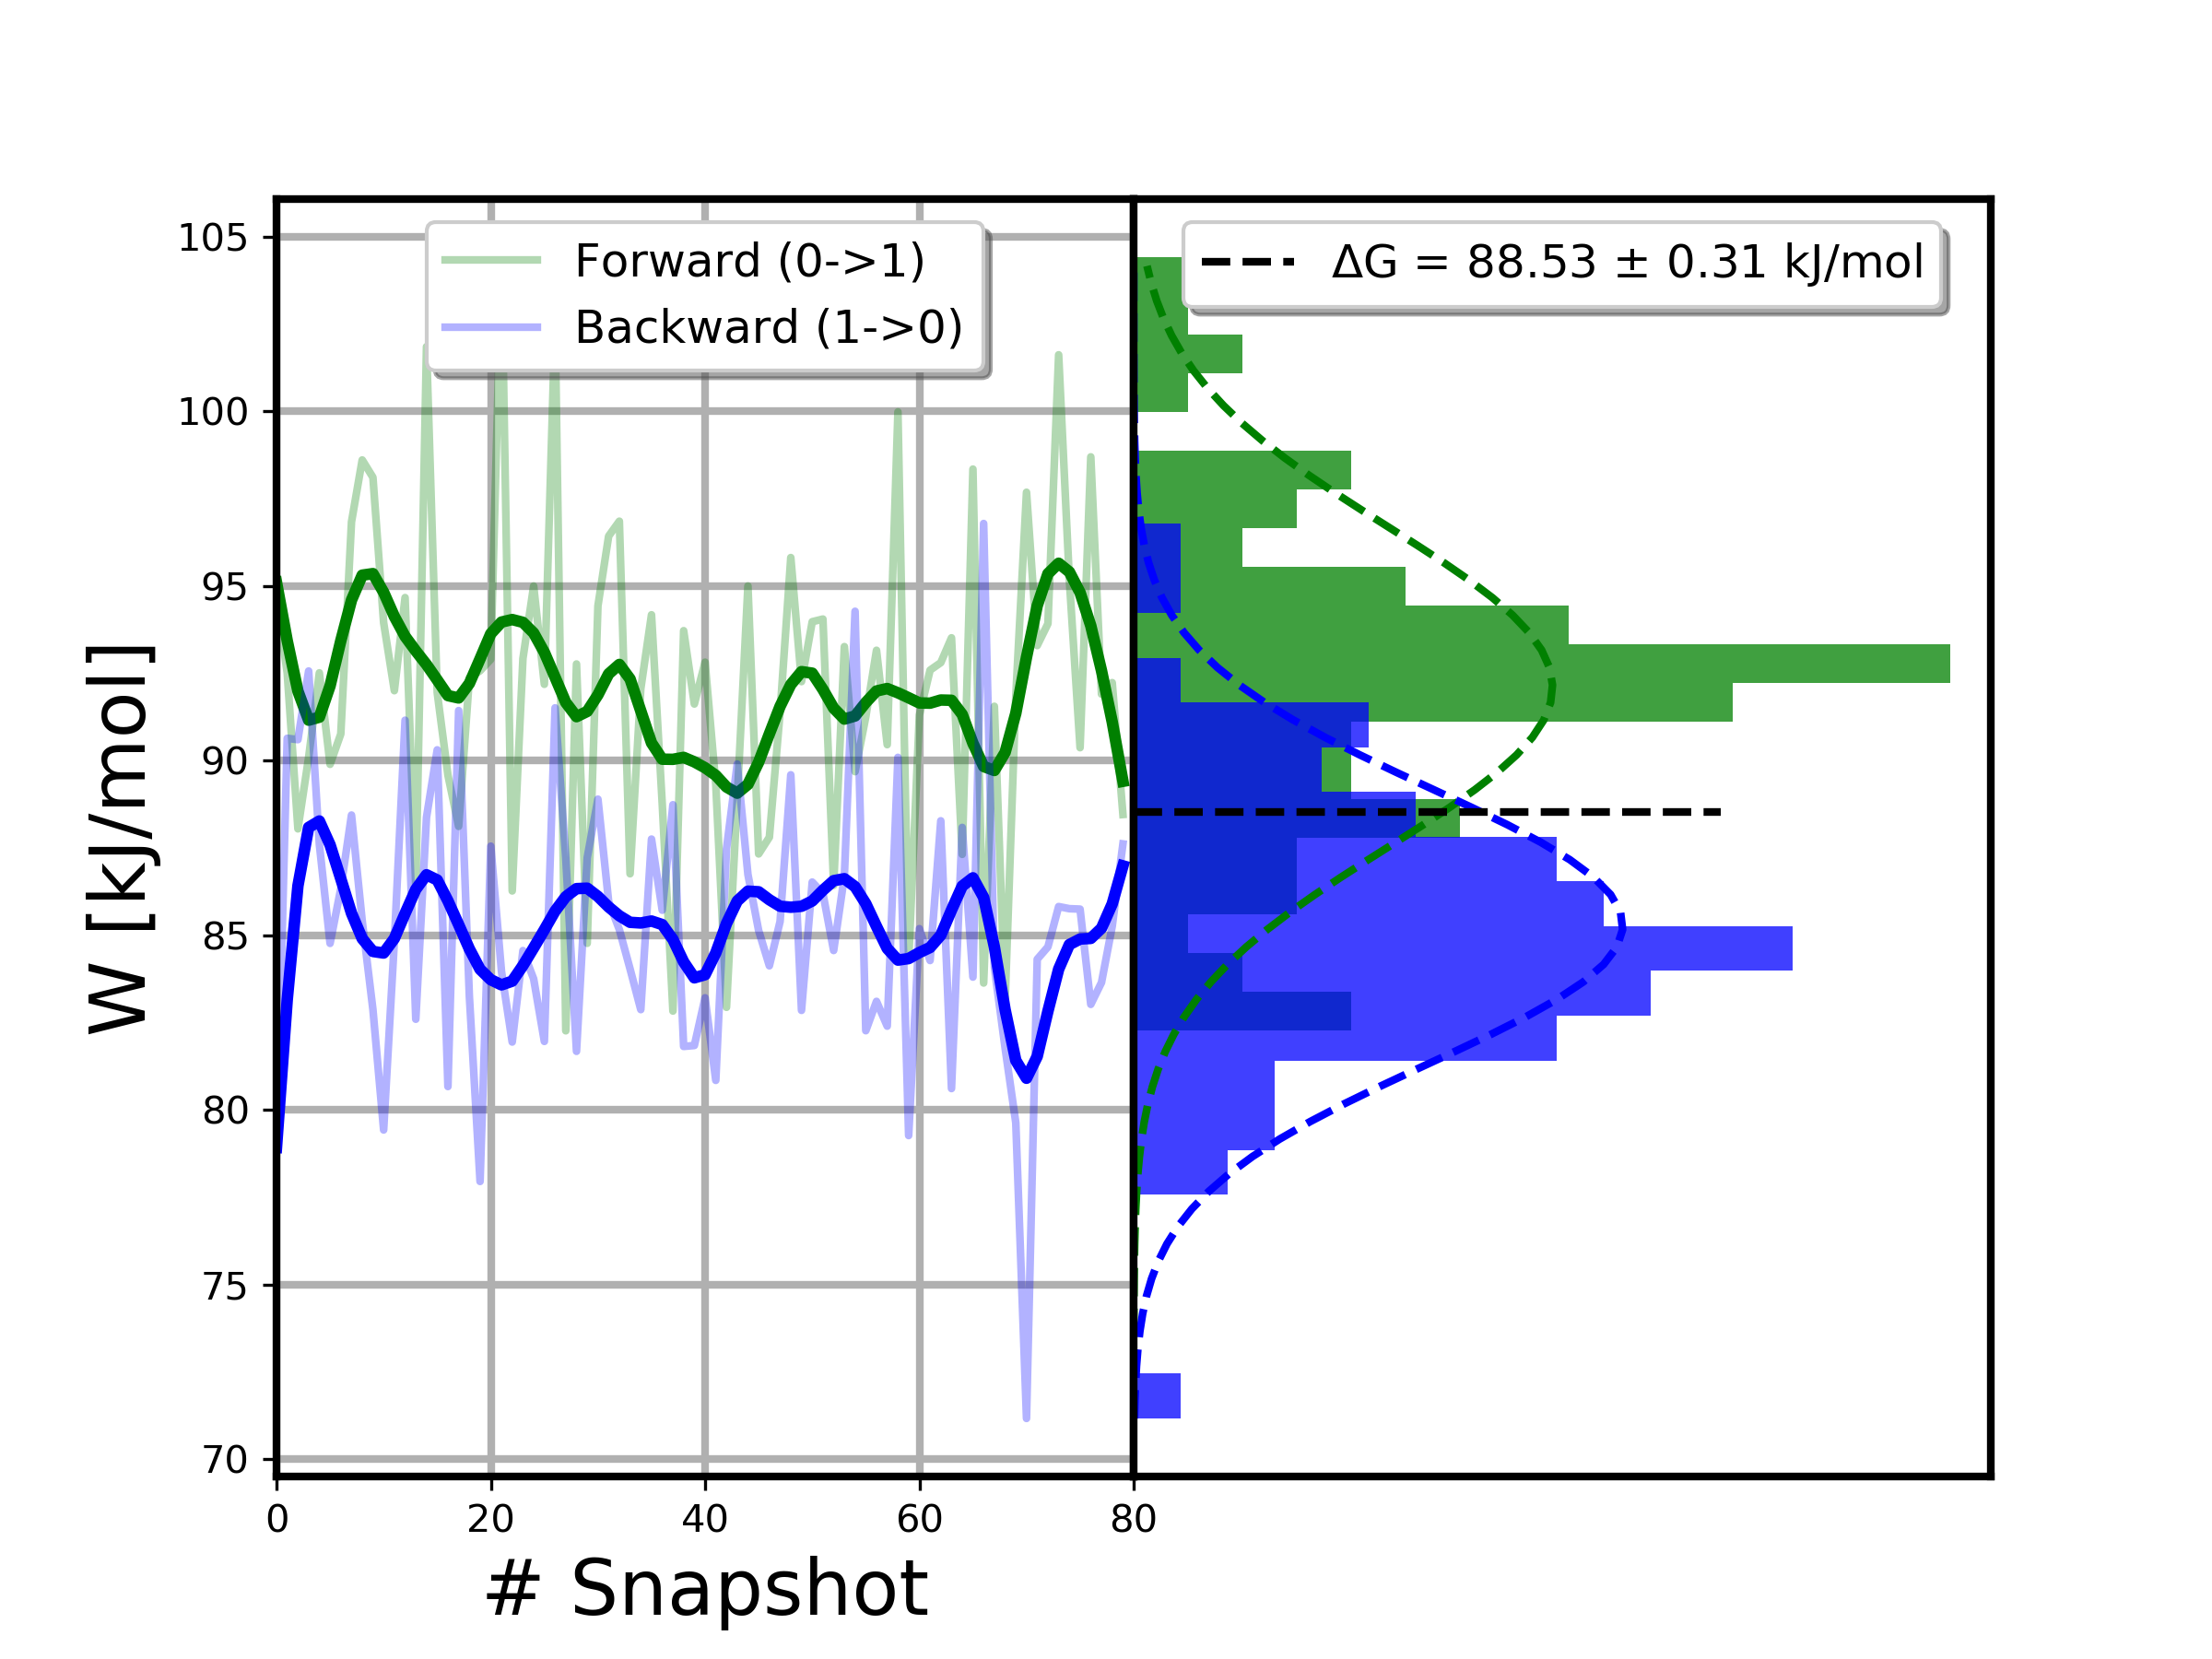 Forward (0->1)
Backward (1->0)
ΔG = 88.53 ± 0.31 kJ/mol
W [kJ/mol]
105
100
95
90
85
80
75
70
0
20
40
60
80
# Snapshot